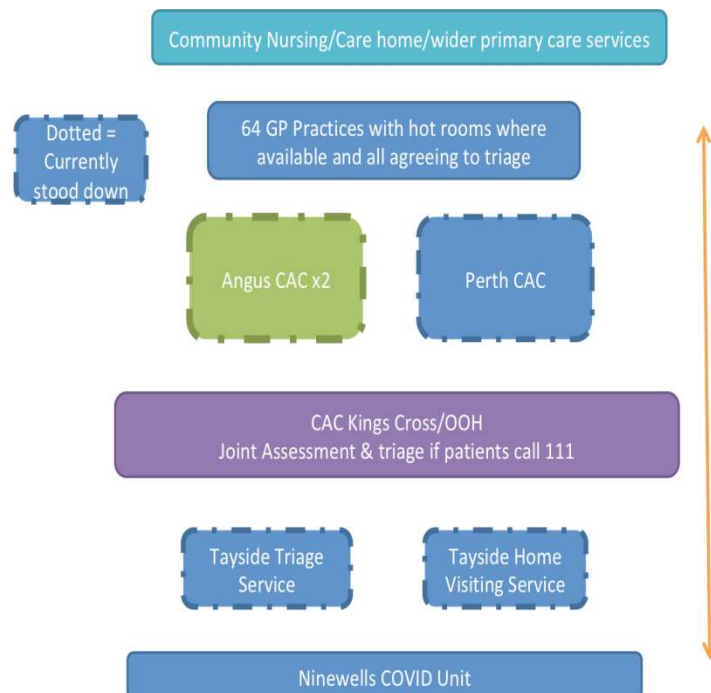 Community Nursing/Care home/wider primary care services
Dotted =
Currently
stood down
64 GP Practices with hot rooms where
available and all agreeing to triage
Angus CAC x2
Perth CAC
CAC Kings Cross/OOH
Joint Assessment & triage if patients call 111
Tayside Triage
Service
Tayside Home
Visiting Service
Ninewells COVID Unit